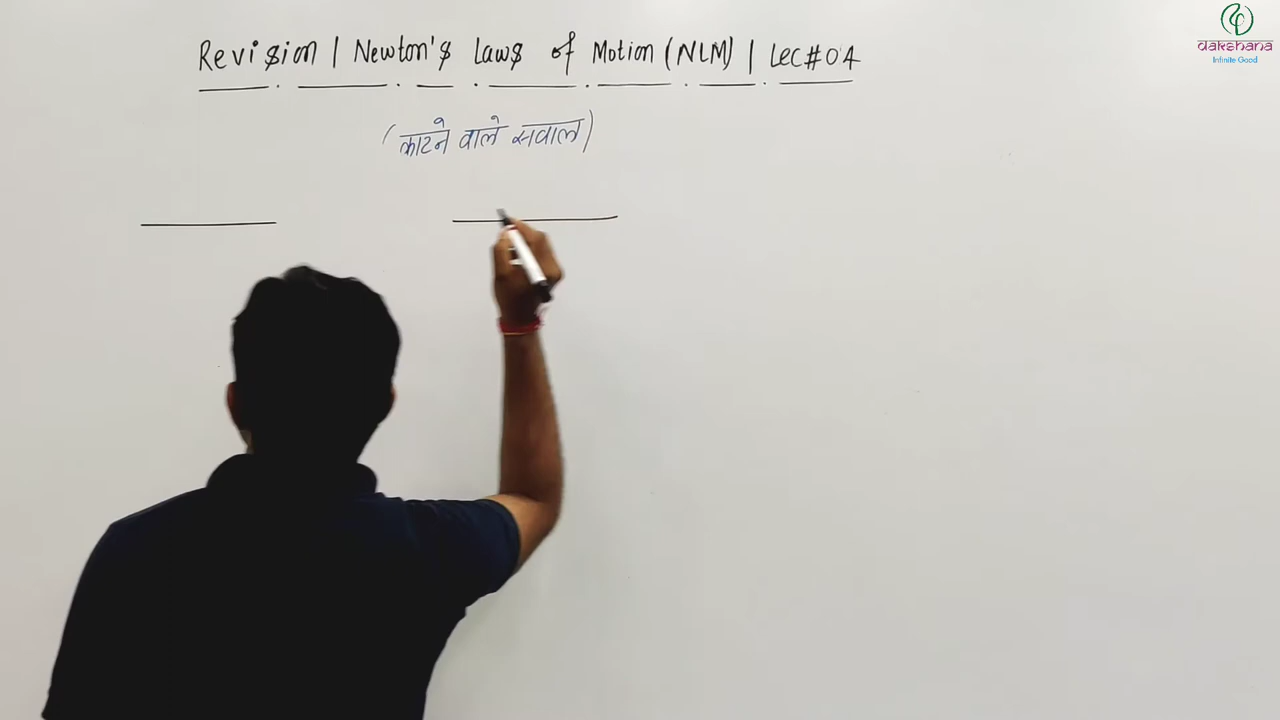 dakshana
Infinite Good
Revision | Newton's Laws of Motion (NLM) | Lec#04
(काटने वाले सवाल)